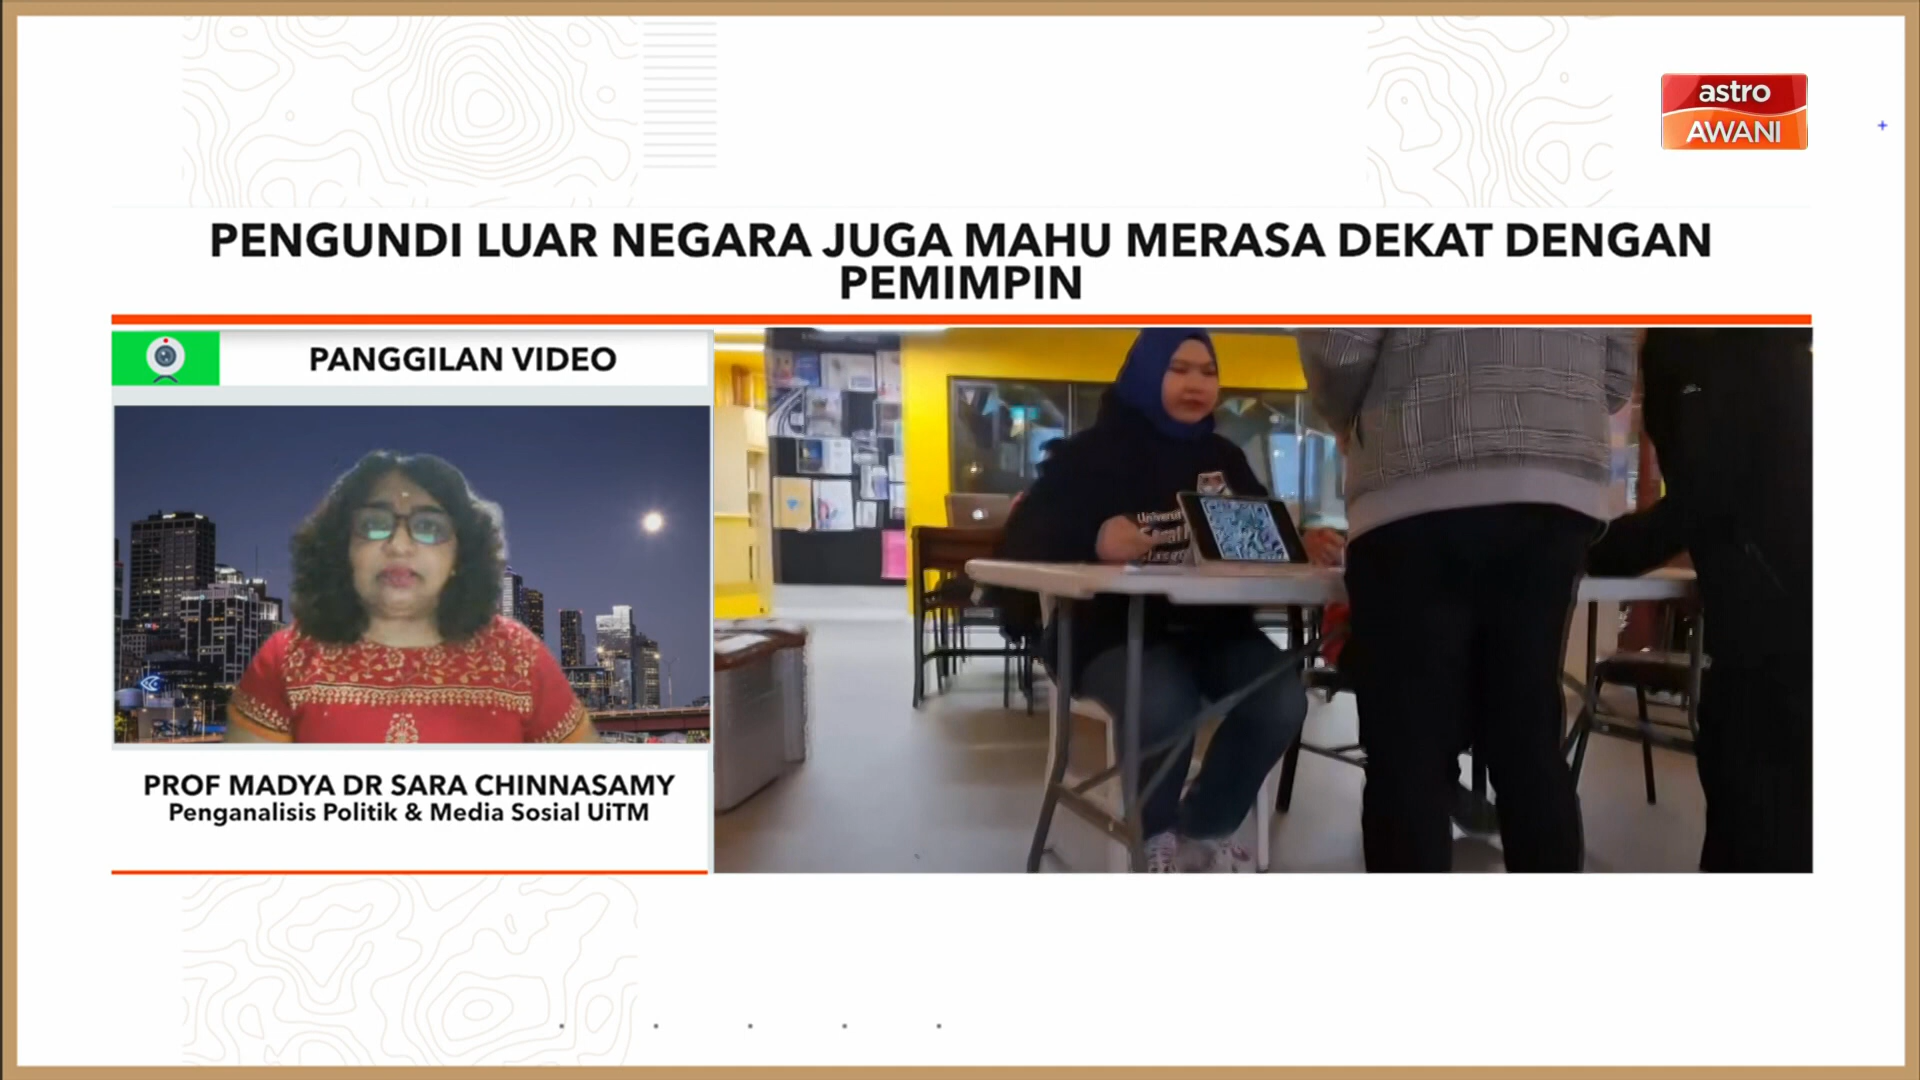 astro
AWANI
PENGUNDI LUAR NEGARA JUGA MAHU MERASA DEKAT DENGAN
PEMIMPIN
PANGGILAN VIDEO
PROF MADYA DR SARA CHINNASAMY
Penganalisis Politik & Media Sosial UiTM